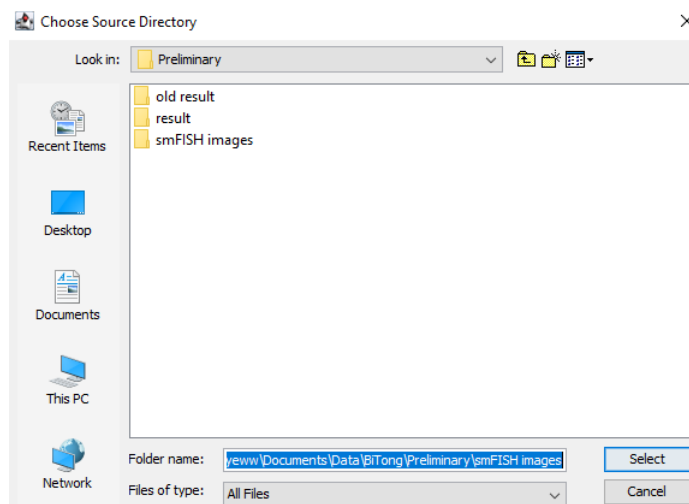 Choose Source Directory
Look in: Preliminary
old result
result
smFISH images
Recent Items
Desktop
Documents
This PC
Network
Folder name: yeww\Documents\Data\BiTong\Preliminary\smFISH images Select
Files of type: All Files Cancel